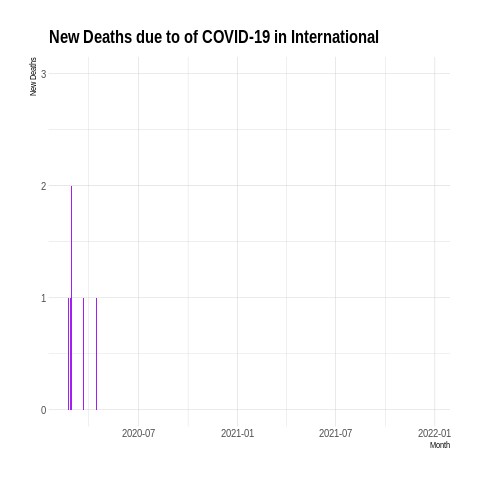 New Deaths due to of COVID-19 in International
New Deaths
3
2
1
0
2020-07 2021-01 2021-07 2022-01
Month